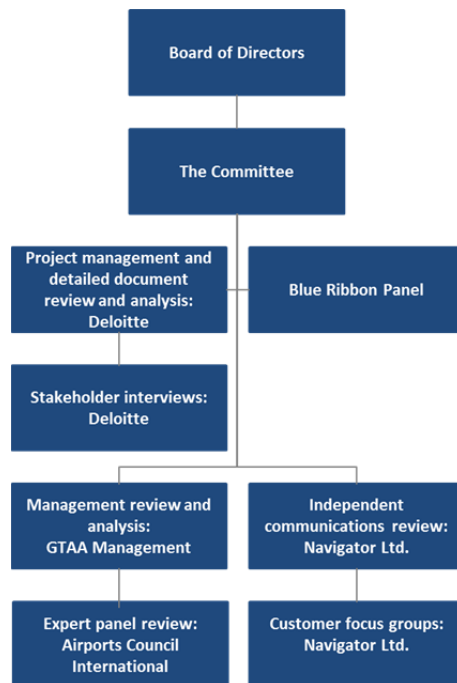 Board of Directors
The Committee
Project management and
detailed document
review and analysis:
Deloitte
Blue Ribbon Panel
Stakeholder interviews:
Deloitte
Management review and
analysis:
GTAA Management
Independent
communications review:
Navigator Ltd.
Expert panel review:
Airports Council
International
Customer focus groups:
Navigator Ltd.